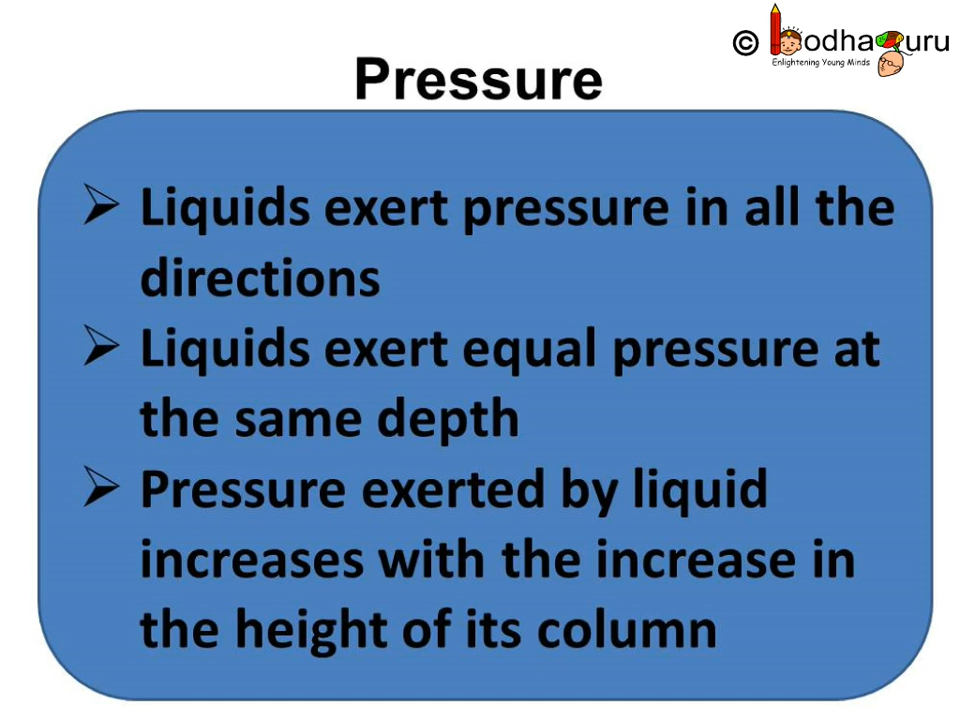 © BodhaGuru
Enlightening Young Minds
Pressure
➢ Liquids exert pressure in all the
directions
➢ Liquids exert equal pressure at
the same depth
➢ Pressure exerted by liquid
increases with the increase in
the height of its column